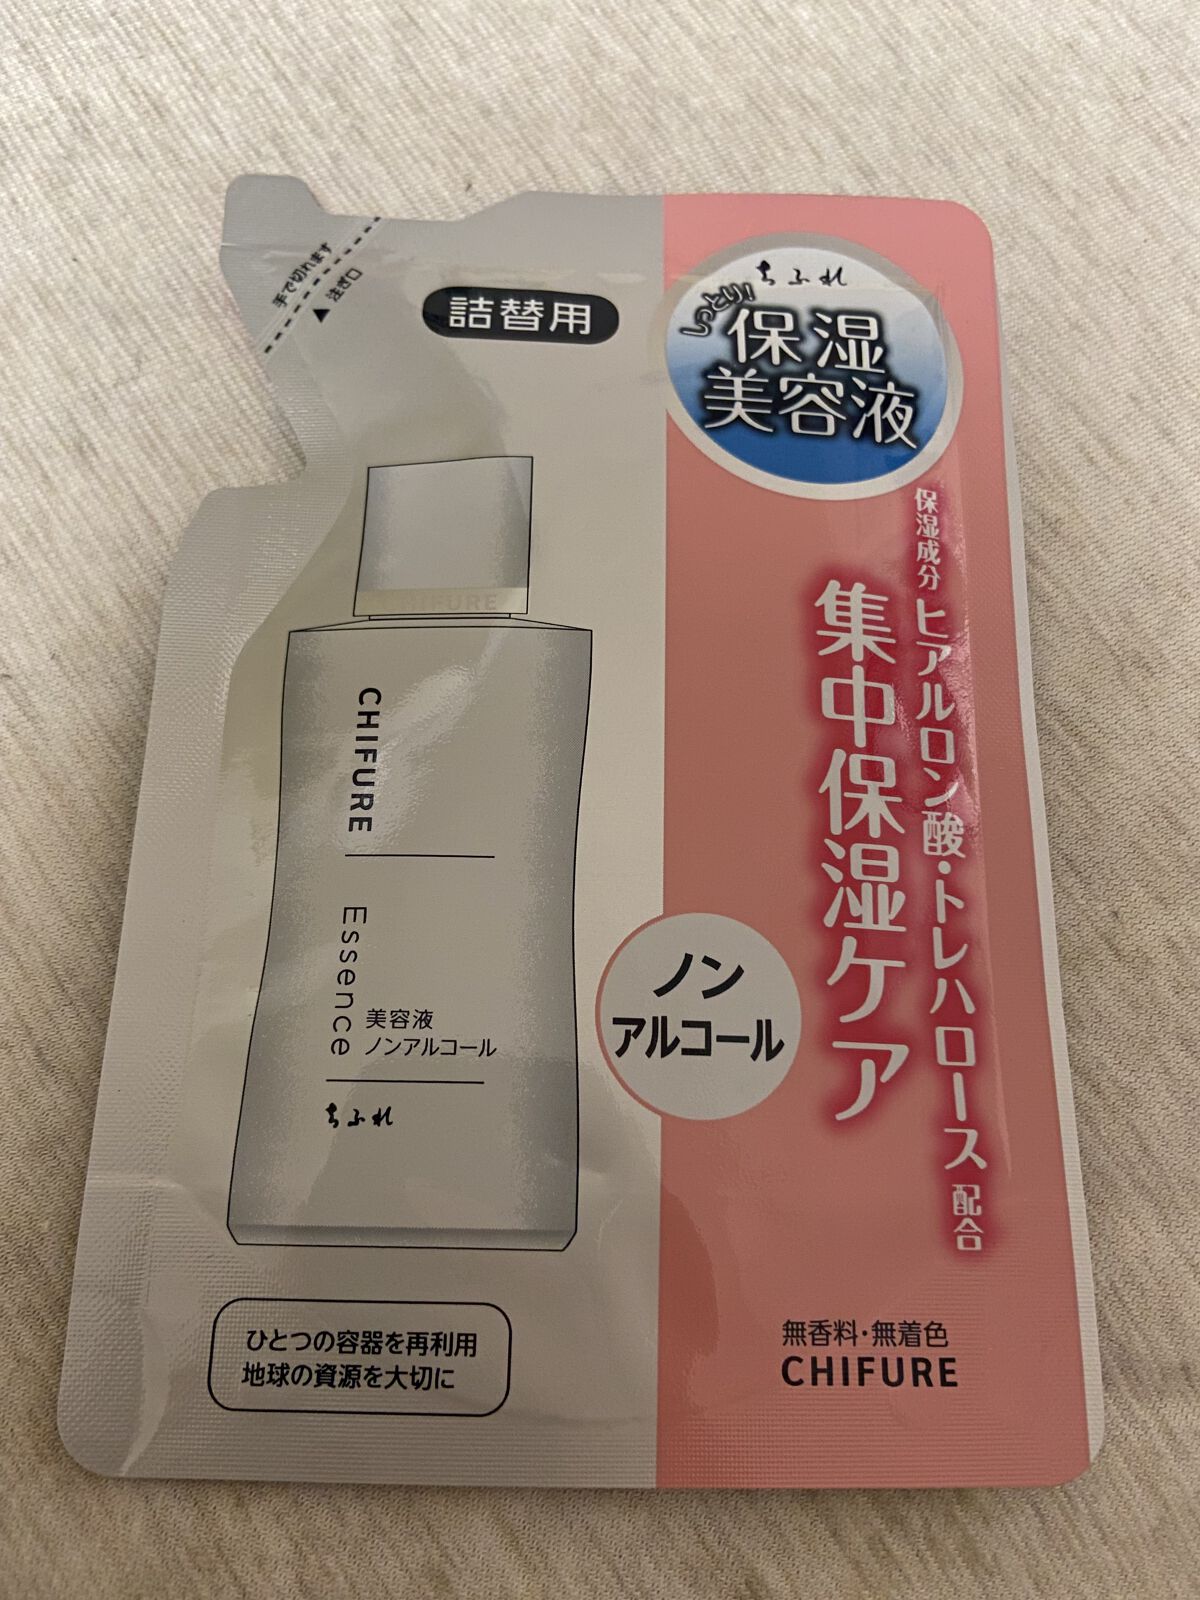 手で切れます
▲注ぎ口
詰替用
ちふれ
しっとり!
保湿
美容液
保湿成分 ヒアルロン酸・トレハロース 配合
集中保湿ケア
ノン
アルコール
CHIFURE
CHIFURE
Essence
美容液
ノンアルコール
ちふれ
ひとつの容器を再利用
地球の資源を大切に
無香料・無着色
CHIFURE